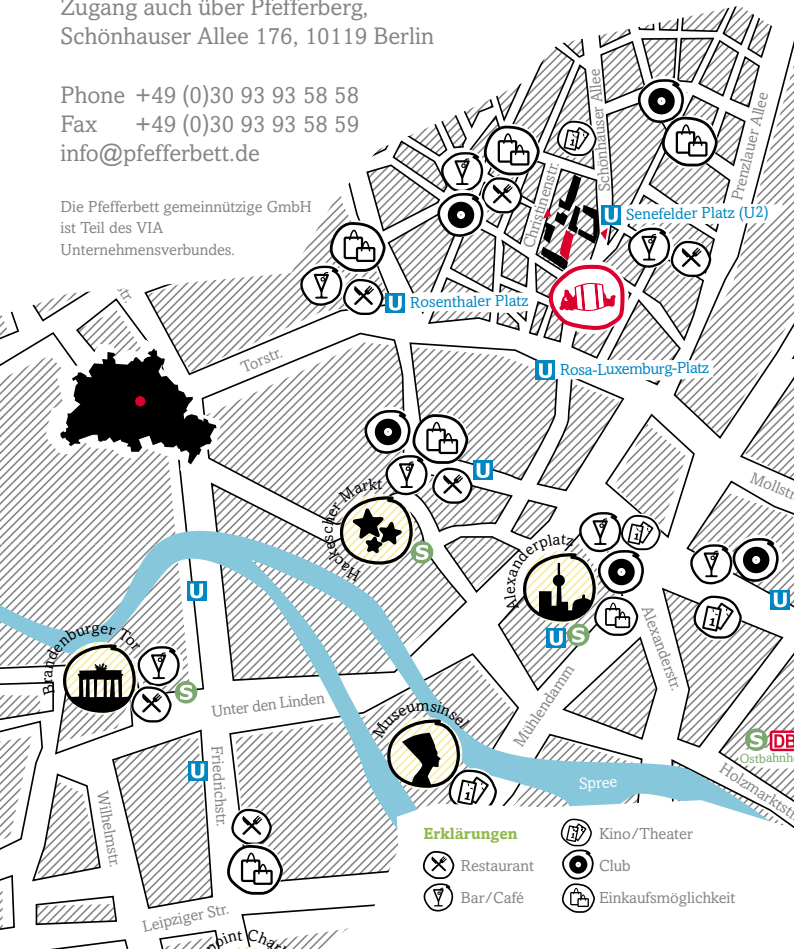 Zugang auch über Pfefferberg,
Schönhauser Allee 176, 10119 Berlin
Phone +49 (0)30 93 93 58 58
Fax +49 (0)30 93 93 58 59
info@pfefferbett.de
Die Pfefferbett gemeinnützige GmbH
ist Teil des VIA
Unternehmensverbundes.
Schönhauser Allee
Prenzlauer Allee
Christinenstr.
U Senefelder Platz (U2)
U Rosenthaler Platz
Torstr.
U Rosa-Luxemburg-Platz
U
Hackescher Markt
S
Alexanderplatz
U S
U
U
Brandenburger Tor
S
Alexanderstr.
Mühlendamm
Unter den Linden
Museumsinsel
S DB
U
Friedrichstr.
Wilhelmstr.
Spree
Leipziger Str.
Erklärungen
Restaurant
Bar/Café
Kino/Theater
Club
Einkaufsmöglichkeit